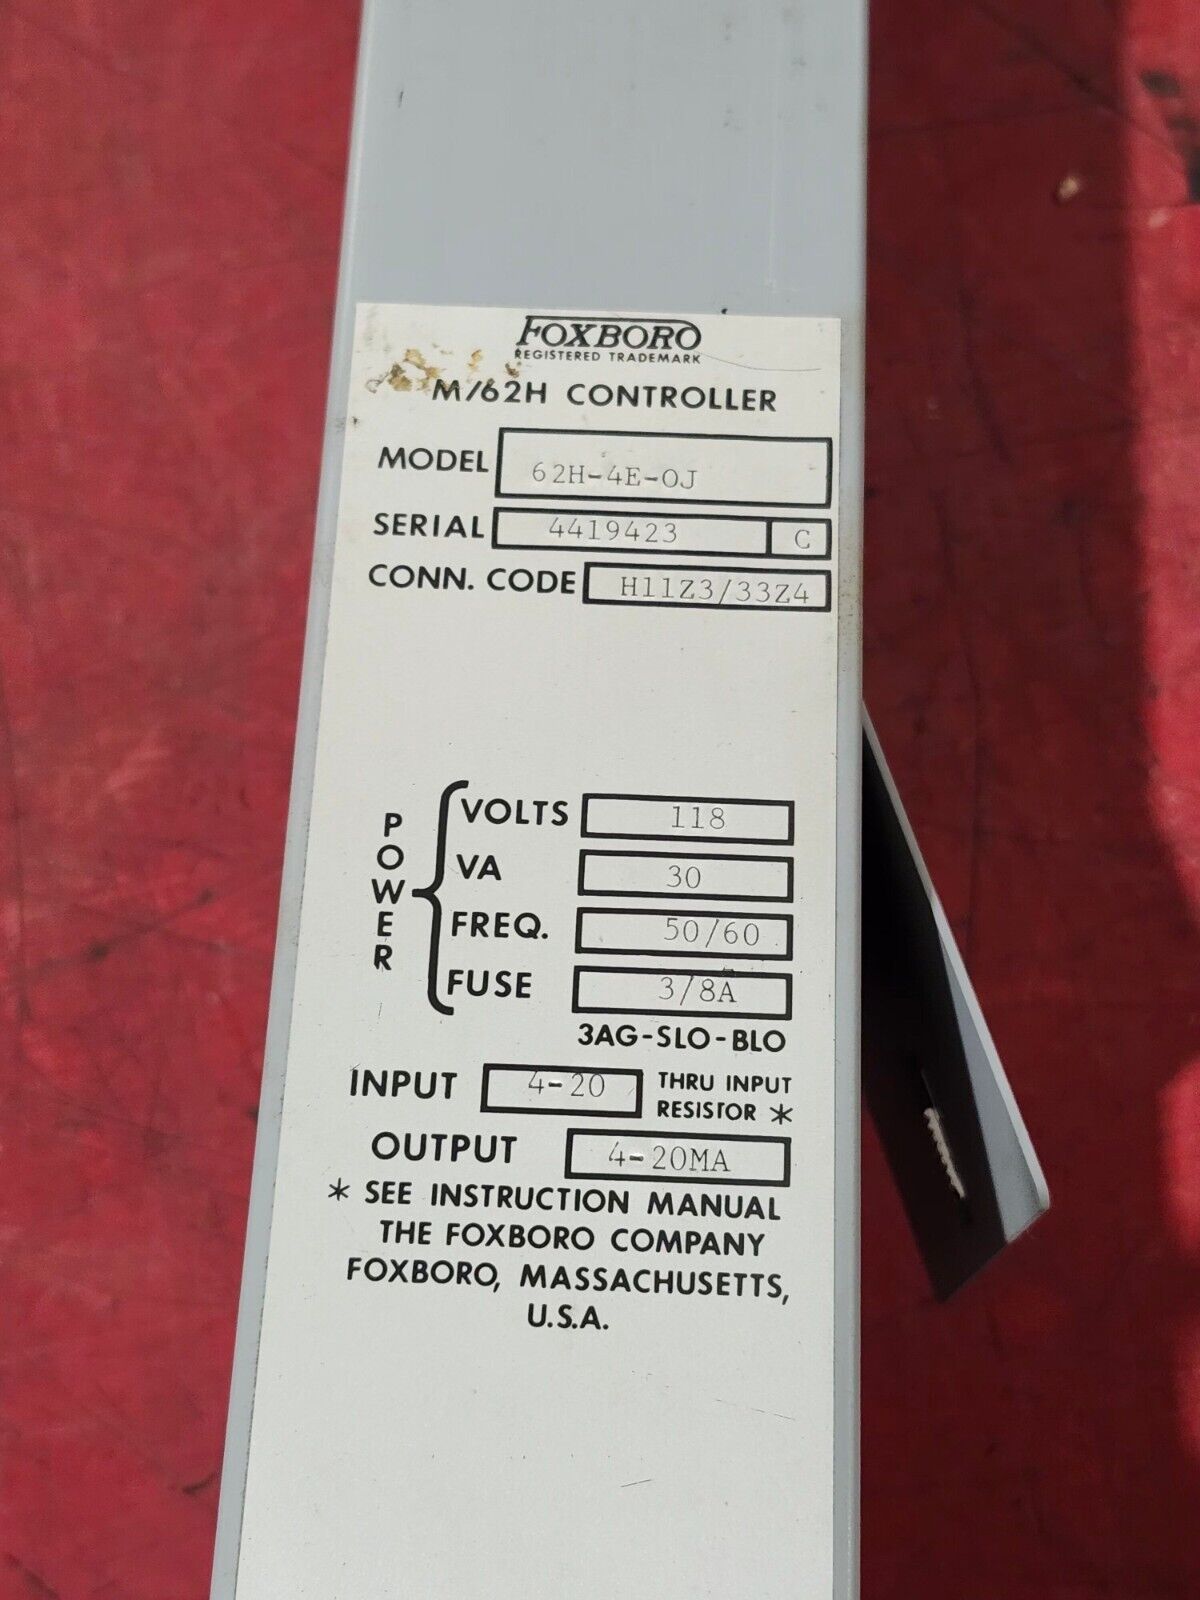 FOXBORO
REGISTERED TRADEMARK
M/62H CONTROLLER
MODEL 62H-4E-OJ
SERIAL 4419423 C
CONN. CODE H11Z3/33Z4
POWER
VOLTS 118
VA 30
FREQ. 50/60
FUSE 3/8A
3AG-SLO-BLO
INPUT 4-20 THRU INPUT
RESISTOR *
OUTPUT 4-20MA
* SEE INSTRUCTION MANUAL
THE FOXBORO COMPANY
FOXBORO, MASSACHUSETTS,
U.S.A.